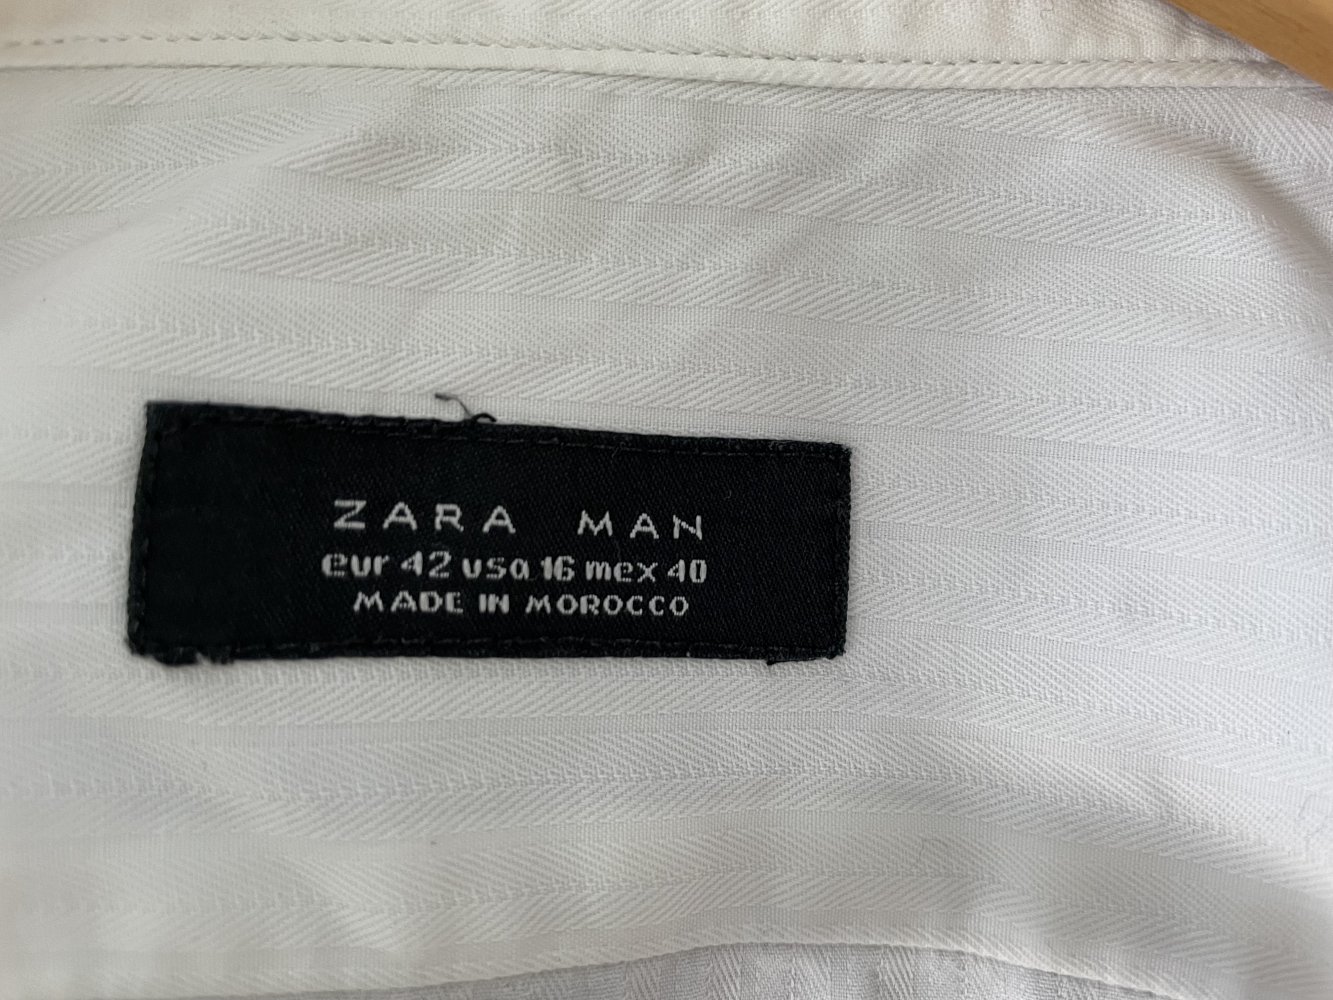 ZARA MAN
eur 42 usa 16 mex 40
MADE IN MOROCCO